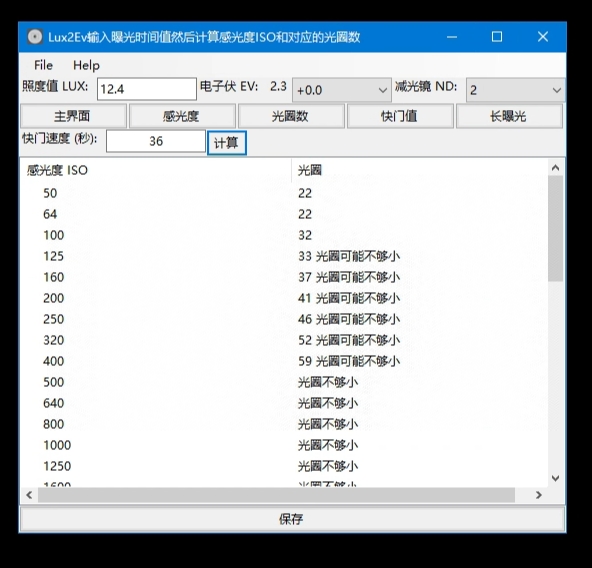 Lux2Ev输入曝光时间值然后计算感光度ISO和对应的光圈数
File Help
照度值 LUX: 12.4 电子伏 EV: 2.3 +0.0 减光镜 ND: 2
主界面 感光度 光圈数 快门值 长曝光
快门速度 (秒): 36 计算
感光度 ISO 光圈
50 22
64 22
100 32
125 33 光圈可能不够小
160 37 光圈可能不够小
200 41 光圈可能不够小
250 46 光圈可能不够小
320 52 光圈可能不够小
400 59 光圈可能不够小
500 光圈不够小
640 光圈不够小
800 光圈不够小
1000 光圈不够小
1250 光圈不够小
1600 光圈不够小
保存